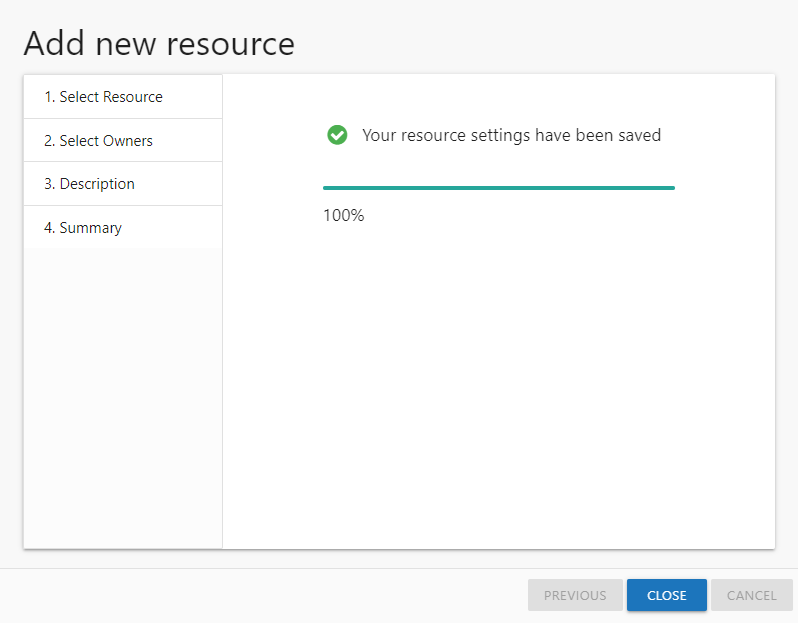 Add new resource
1. Select Resource
2. Select Owners
3. Description
4. Summary
Your resource settings have been saved
100%
PREVIOUS
CLOSE
CANCEL